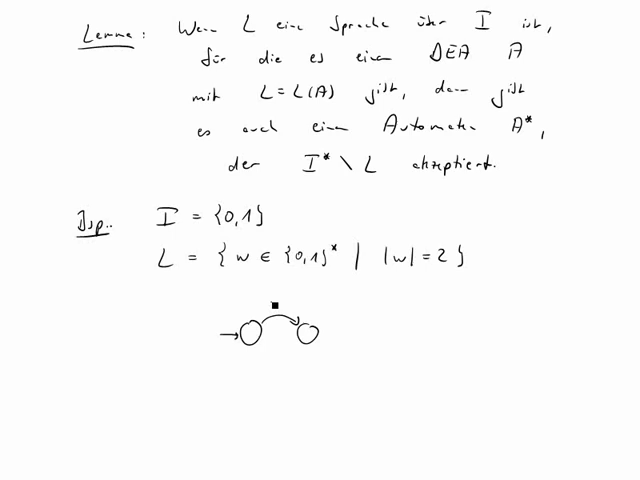 Lemma: Wenn L eine Sprache über I ist,
für die es einen DEA A
mit L = L(A) gibt, dann gibt
es auch einen Automaten A*,
der I* \ L akzeptiert.
Bsp.: I = {0,1}
L = { w ∈ {0,1}* | |w| = 2 }